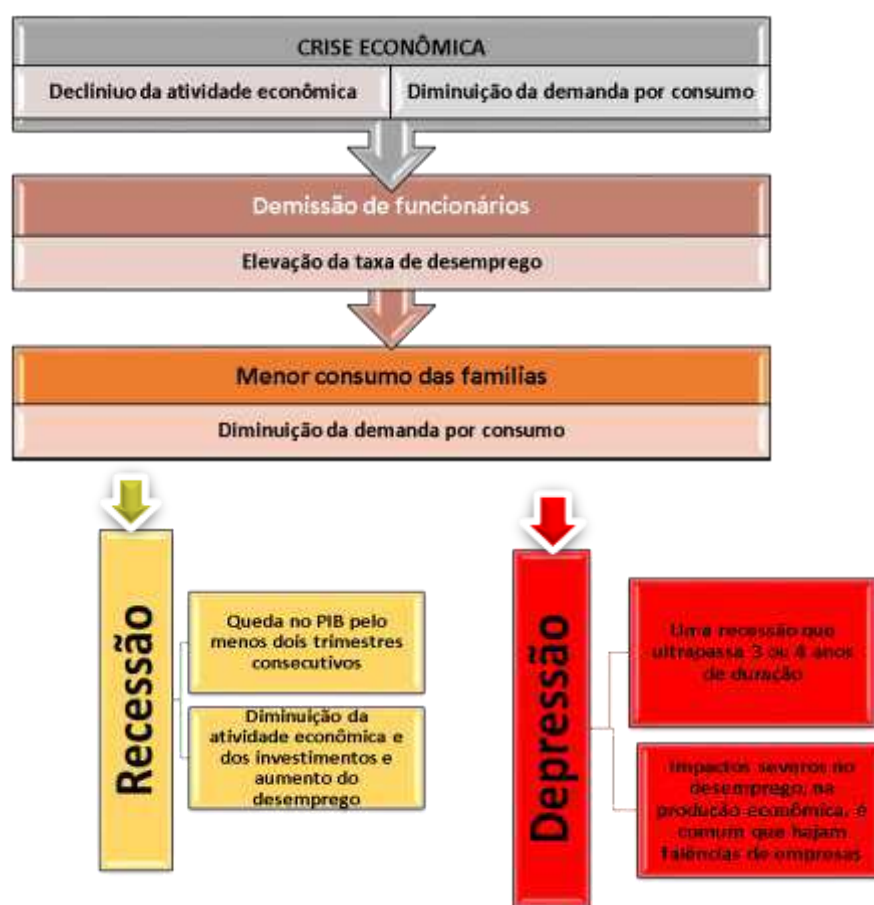 CRISE ECONÔMICA
Decliniuo da atividade econômica
Diminuição da demanda por consumo
Demissão de funcionários
Elevação da taxa de desemprego
Menor consumo das famílias
Diminuição da demanda por consumo
Recessão
Queda no PIB pelo
menos dois trimestres
consecutivos
Diminuição da
atividade econômica e
dos investimentos e
aumento do
desemprego
Depressão
Uma recessão que
ultrapassa 3 ou 4 anos
de duração
Impactos severos no
desemprego, na
produção econômica, é
comum que hajam
falências de empresas